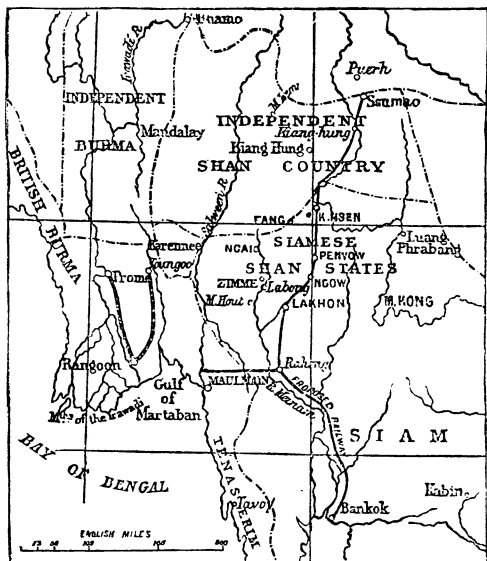 Bhamo
Irawadi R.
Puerh
Ssumao
INDEPENDENT
BURMA
Mandalay
INDEPENDENT
Kiang-hung
Kiang Hung
SHAN COUNTRY
Salween R.
BRITISH
BURMA
FANG
K. HSEN
Karennee
Toungoo
NGAI
SIAMESE
Luang
Phrabang
PENYOW
SHAN STATES
Prome
ZIMME
Labong
NGOW
M. Hout
LAKHON
M. KONG
Rangoon
Raheng
MAULMAIN
Gulf
of
Martaban
Mths of the Irawadi
PROPOSED RAILWAY
SIAM
BAY OF BENGAL
TENASSERIM
Tavoy
Kabin
Bankok
ENGLISH MILES